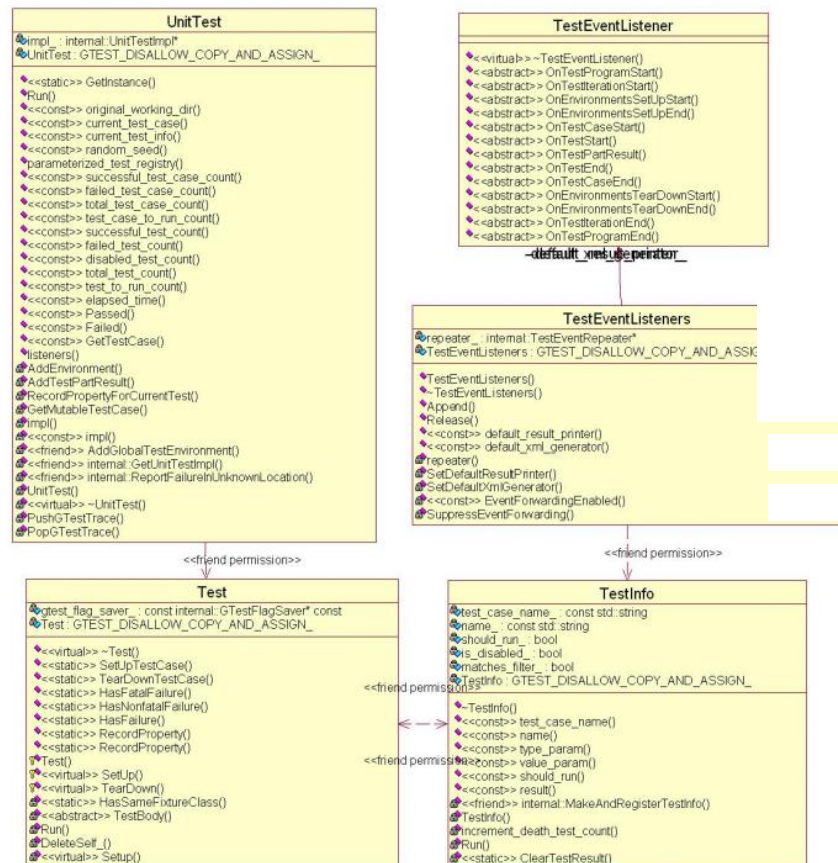 UnitTest
impl_ : internal::UnitTestImpl*
UnitTest : GTEST_DISALLOW_COPY_AND_ASSIGN_
<<static>> GetInstance()
Run()
<<const>> original_working_dir()
<<const>> current_test_case()
<<const>> current_test_info()
<<const>> random_seed()
parameterized_test_registry()
<<const>> successful_test_case_count()
<<const>> failed_test_case_count()
<<const>> total_test_case_count()
<<const>> test_case_to_run_count()
<<const>> successful_test_count()
<<const>> failed_test_count()
<<const>> disabled_test_count()
<<const>> total_test_count()
<<const>> test_to_run_count()
<<const>> elapsed_time()
<<const>> Passed()
<<const>> Failed()
<<const>> GetTestCase()
listeners()
AddEnvironment()
AddTestPartResult()
RecordPropertyForCurrentTest()
GetMutableTestCase()
impl()
<<const>> impl()
<<friend>> AddGlobalTestEnvironment()
<<friend>> internal::GetUnitTestImpl()
<<friend>> internal::ReportFailureInUnknownLocation()
UnitTest()
<<virtual>> ~UnitTest()
PushGTestTrace()
PopGTestTrace()
TestEventListener
<<virtual>> ~TestEventListener()
<<abstract>> OnTestProgramStart()
<<abstract>> OnTestIterationStart()
<<abstract>> OnEnvironmentsSetUpStart()
<<abstract>> OnEnvironmentsSetUpEnd()
<<abstract>> OnTestCaseStart()
<<abstract>> OnTestStart()
<<abstract>> OnTestPartResult()
<<abstract>> OnTestEnd()
<<abstract>> OnTestCaseEnd()
<<abstract>> OnEnvironmentsTearDownStart()
<<abstract>> OnEnvironmentsTearDownEnd()
<<abstract>> OnTestIterationEnd()
<<abstract>> OnTestProgramEnd()
TestEventListeners
repeater_ : internal::TestEventRepeater*
TestEventListeners : GTEST_DISALLOW_COPY_AND_ASSIG
TestEventListeners()
~TestEventListeners()
Append()
Release()
<<const>> default_result_printer()
<<const>> default_xml_generator()
repeater()
SetDefaultResultPrinter()
SetDefaultXmlGenerator()
<<const>> EventForwardingEnabled()
SuppressEventForwarding()
<<friend permission>>
<<friend permission>>
Test
gtest_flag_saver_ : const internal::GTestFlagSaver* const
Test : GTEST_DISALLOW_COPY_AND_ASSIGN_
<<virtual>> ~Test()
<<static>> SetUpTestCase()
<<static>> TearDownTestCase()
<<static>> HasFatalFailure()
<<static>> HasNonfatalFailure()
<<static>> HasFailure()
<<static>> RecordProperty()
<<static>> RecordProperty()
Test()
<<virtual>> SetUp()
<<virtual>> TearDown()
<<static>> HasSameFixtureClass()
<<abstract>> TestBody()
Run()
DeleteSelf_()
<<virtual>> Setup()
<<friend permission>>
<<friend permission>>
TestInfo
test_case_name_ : const std::string
name_ : const std::string
should_run_ : bool
is_disabled_ : bool
matches_filter_ : bool
TestInfo : GTEST_DISALLOW_COPY_AND_ASSIGN_
~TestInfo()
<<const>> test_case_name()
<<const>> name()
<<const>> type_param()
<<const>> value_param()
<<const>> should_run()
<<const>> result()
<<friend>> internal::MakeAndRegisterTestInfo()
TestInfo()
increment_death_test_count()
Run()
<<static>> ClearTestResult()